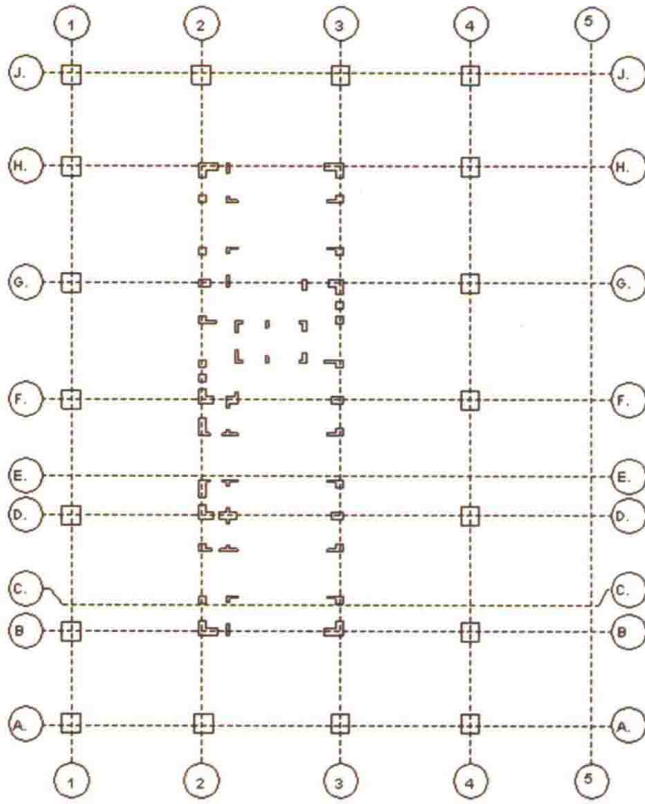 1 2 3 4 5
J. J.
H. H.
G. G.
F. F.
E. E.
D. D.
C. C.
B B
A. A.
1 2 3 4 5